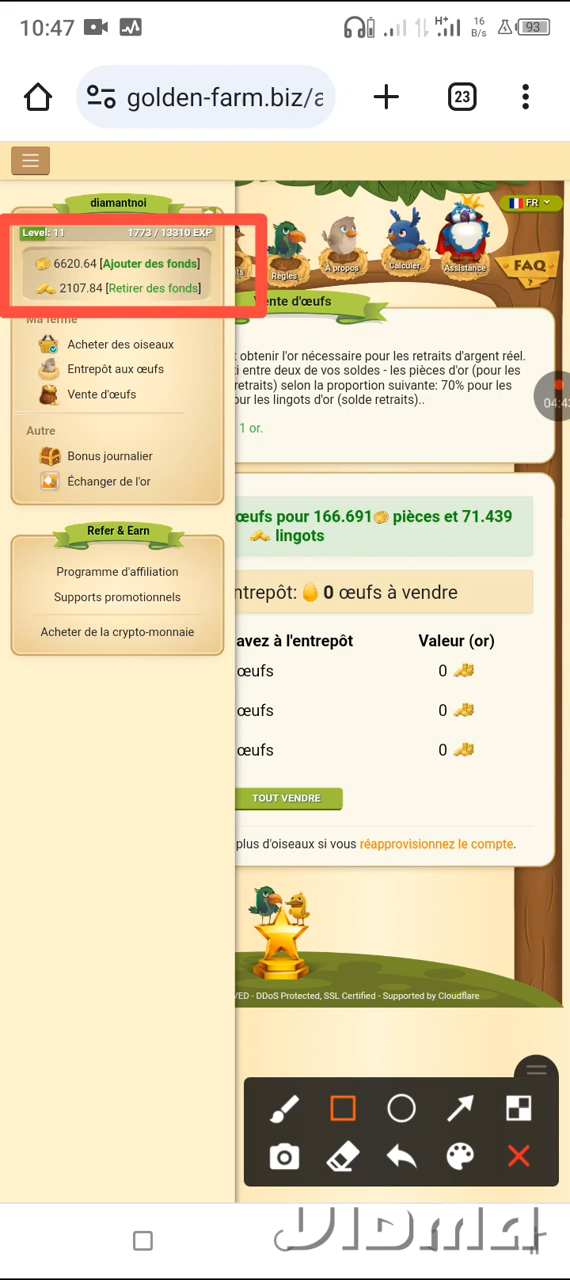 10:47
H+
16
B/s
93
golden-farm.biz/a
23
diamantnoi
FR
Level: 11 1773 / 13310 EXP
6620.64 [Ajouter des fonds]
2107.84 [Retirer des fonds]
Ma ferme
Acheter des oiseaux
Entrepôt aux œufs
Vente d'œufs
Autre
Bonus journalier
Échanger de l'or
Refer & Earn
Programme d'affiliation
Supports promotionnels
Acheter de la crypto-monnaie
Règles
À propos
Calculer
Assistance
FAQ
Vente d'œufs
obtenir l'or nécessaire pour les retraits d'argent réel.
ti entre deux de vos soldes - les pièces d'or (pour les
retraits) selon la proportion suivante: 70% pour les
our les lingots d'or (solde retraits)..
1 or.
œufs pour 166.691 pièces et 71.439
lingots
ntrepôt: 0 œufs à vendre
avez à l'entrepôt Valeur (or)
œufs 0
œufs 0
œufs 0
TOUT VENDRE
plus d'oiseaux si vous réapprovisionnez le compte.
/ED - DDoS Protected, SSL Certified - Supported by Cloudflare
04:4